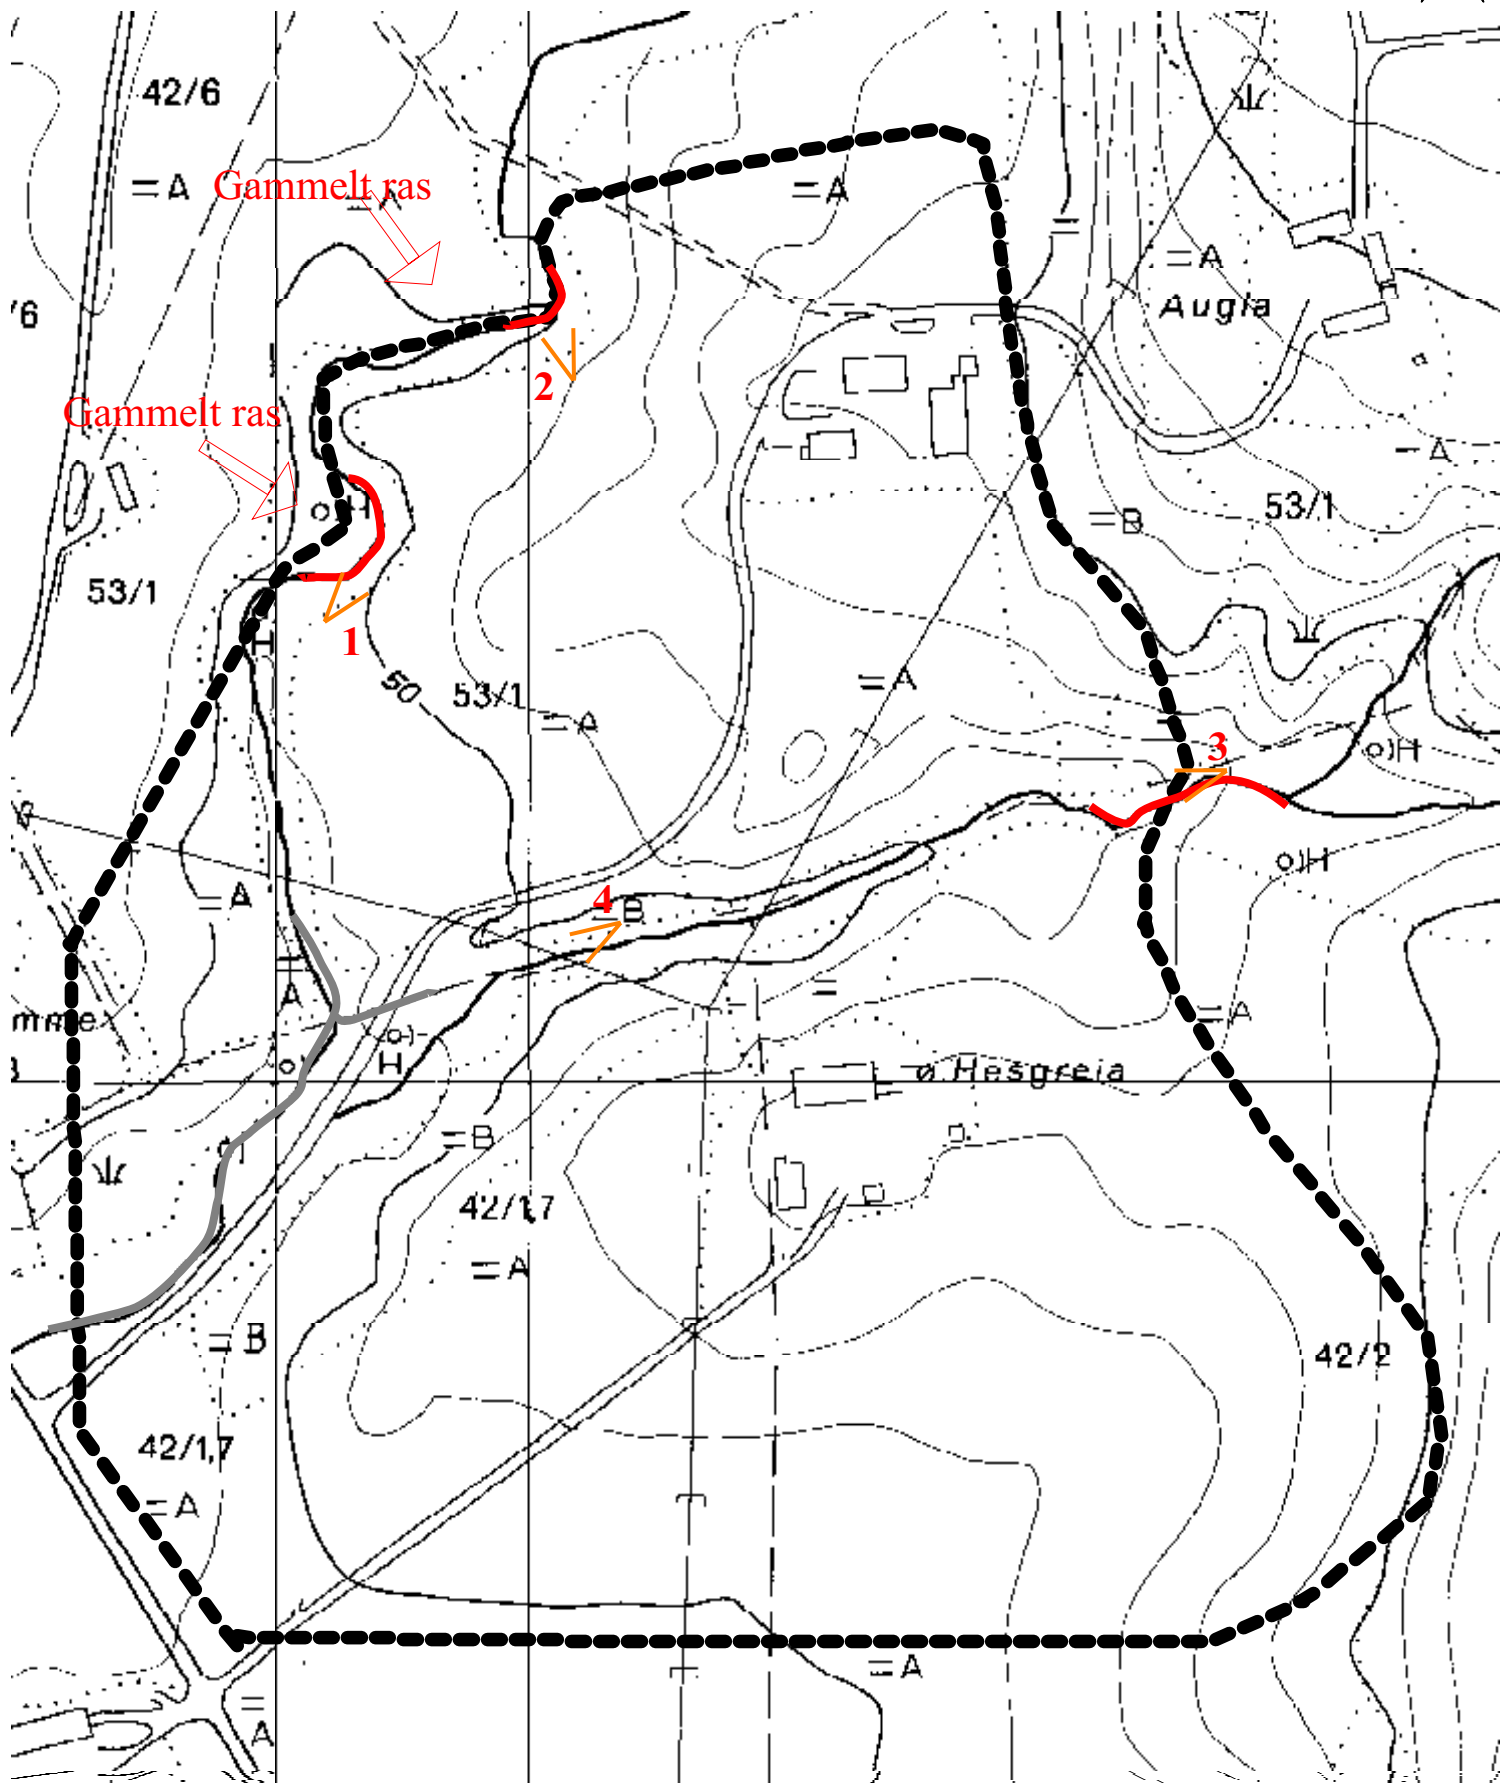 42/6
= A
Gammelt ras
= A
= A
=
= A
Augla
/6
2
Gammelt ras
- A
H
= B
53/1
53/1
H
1
50
53/1
= A
= A
3
H
H
= A
4
= B
=
A
= A
mme
H
ø. Hesgreia
= B
42/1,7
= A
= B
42/2
42/1,7
= A
= A
=
A